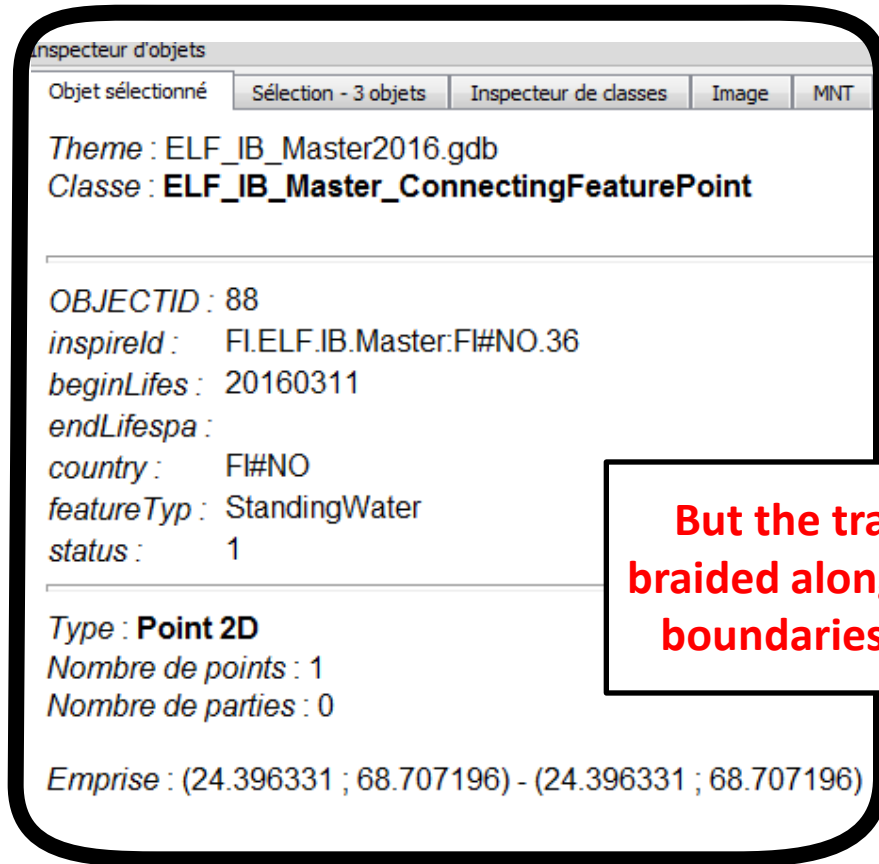 Inspecteur d'objets
Objet sélectionné Sélection - 3 objets Inspecteur de classes Image MNT
Theme : ELF_IB_Master2016.gdb
Classe : ELF_IB_Master_ConnectingFeaturePoint
OBJECTID : 88
inspireId : FI.ELF.IB.Master:FI#NO.36
beginLifes : 20160311
endLifespa :
country : FI#NO
featureTyp : StandingWater
status : 1
Type : Point 2D
Nombre de points : 1
Nombre de parties : 0
Emprise : (24.396331 ; 68.707196) - (24.396331 ; 68.707196)
But the
braided
boundaries